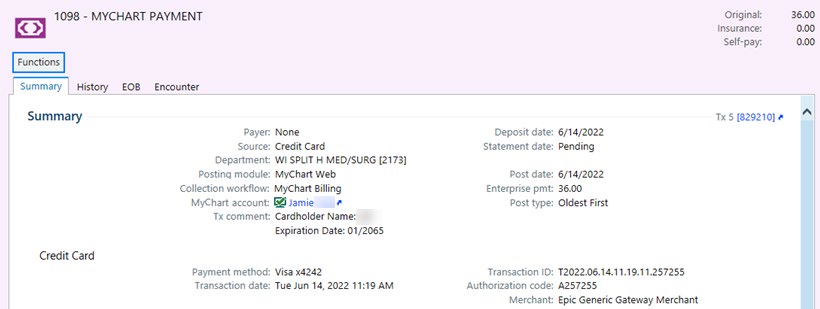 1098 - MYCHART PAYMENT
Original: 36.00
Insurance: 0.00
Self-pay: 0.00
Functions
Summary History EOB Encounter
Summary Tx 5 [829210]
Payer: None Deposit date: 6/14/2022
Source: Credit Card Statement date: Pending
Department: WI SPLIT H MED/SURG [2173]
Posting module: MyChart Web Post date: 6/14/2022
Collection workflow: MyChart Billing Enterprise pmt: 36.00
MyChart account: Jamie Post type: Oldest First
Tx comment: Cardholder Name:
Expiration Date: 01/2065
Credit Card
Payment method: Visa x4242 Transaction ID: T2022.06.14.11.19.11.257255
Transaction date: Tue Jun 14, 2022 11:19 AM Authorization code: A257255
Merchant: Epic Generic Gateway Merchant